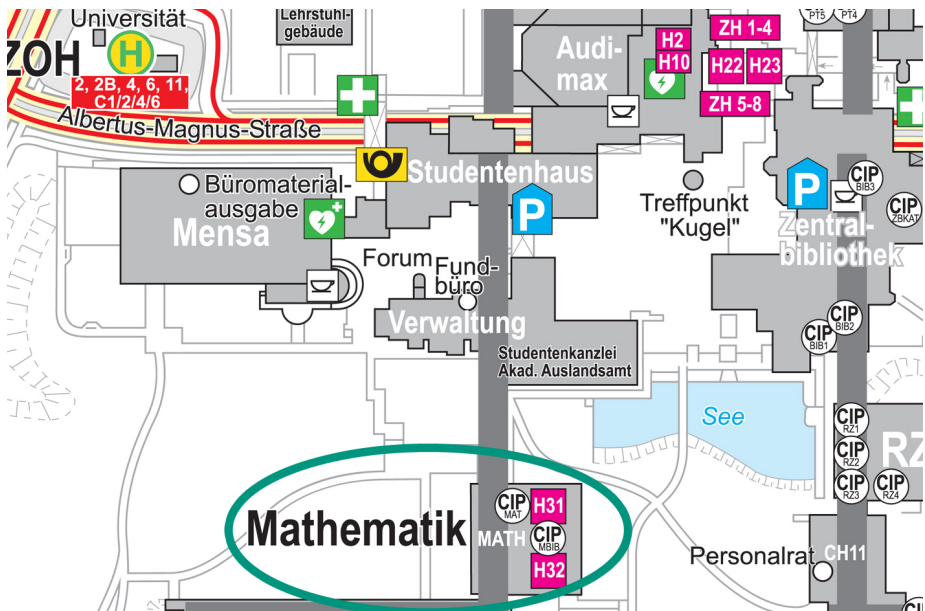 Universität
ZOH
H
2, 2B, 4, 6, 11,
C1/2/4/6
Albertus-Magnus-Straße
Lehrstuhl-
gebäude
Audi-
max
H2
H10
ZH 1-4
H22
H23
ZH 5-8
PT5
PT4
Büromaterial-
ausgabe
Mensa
Studentenhaus
P
Treffpunkt
"Kugel"
P
CIP
BIB3
CIP
ZBKAT
Zentral-
bibliothek
Forum
Fund-
büro
Verwaltung
Studentenkanzlei
Akad. Auslandsamt
CIP
BIB2
CIP
BIB1
See
CIP
RZ1
CIP
RZ2
CIP
RZ3
CIP
RZ4
RZ
Mathematik
CIP
MAT
H31
MATH
CIP
MBIB
H32
Personalrat
CH11
CIP